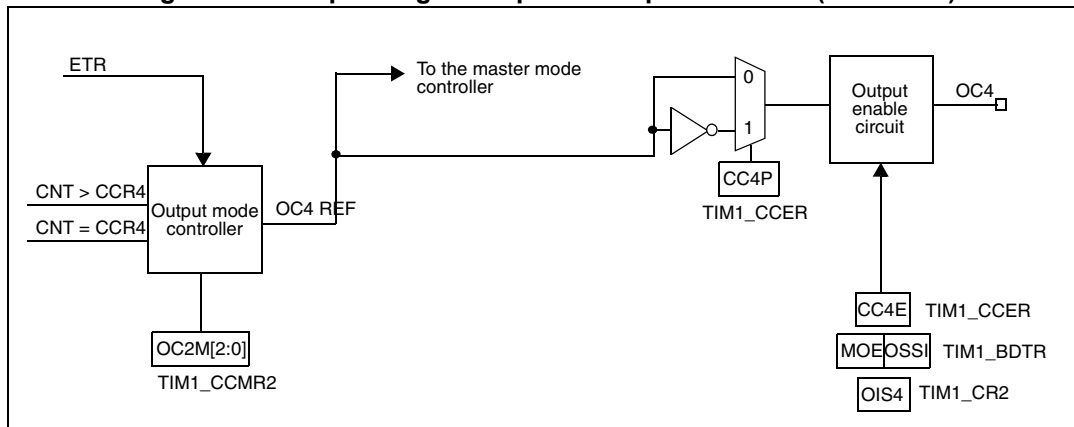 ETR
To the master mode
controller
0
1
CC4P
TIM1_CCER
Output
enable
circuit
OC4
CNT > CCR4
CNT = CCR4
Output mode
controller
OC4 REF
OC2M[2:0]
TIM1_CCMR2
CC4E TIM1_CCER
MOE OSSI TIM1_BDTR
OIS4 TIM1_CR2